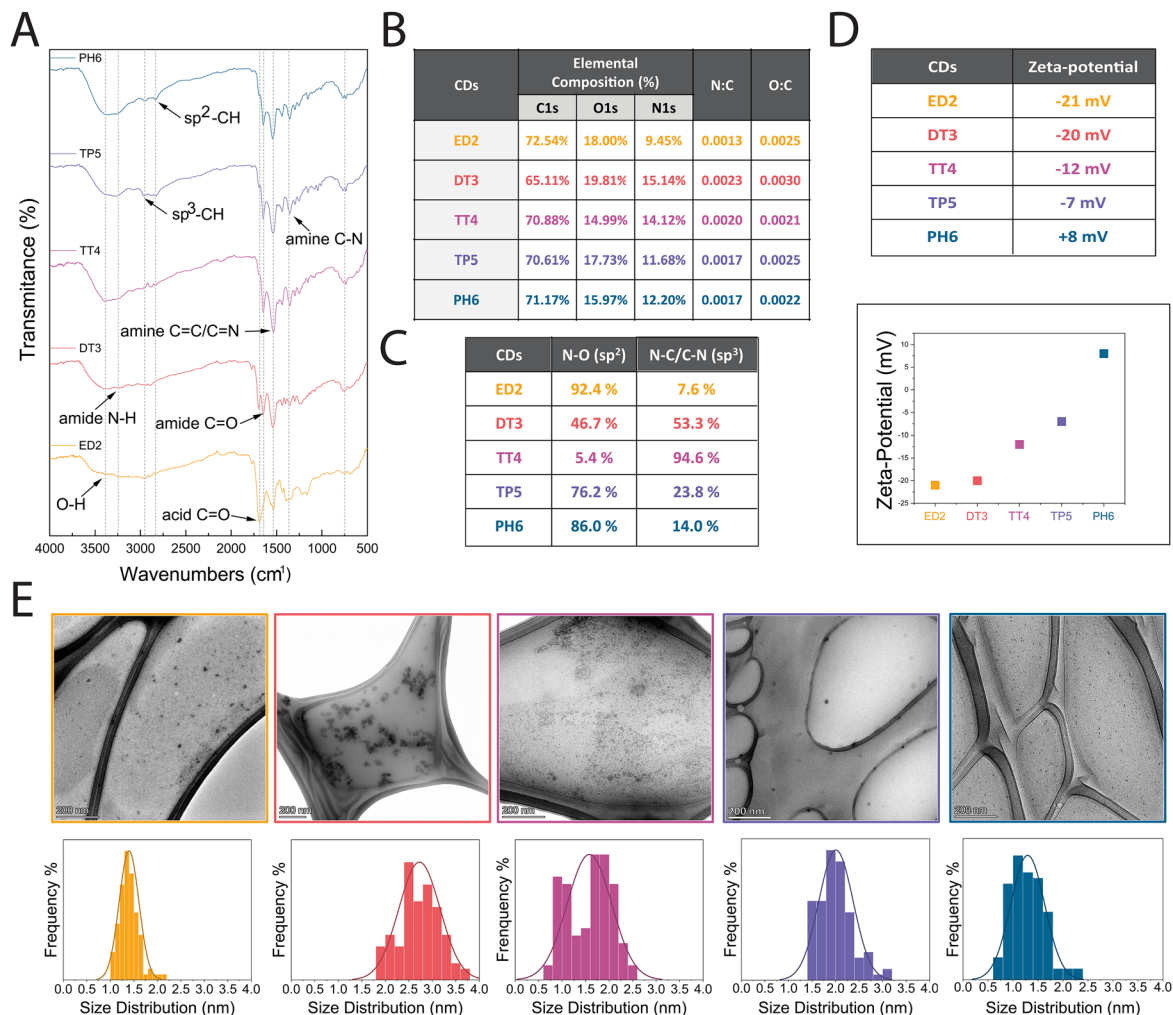 A
PH6
sp2-CH
TP5
sp3-CH
amine C-N
TT4
amine C=C/C=N
DT3
amide N-H
amide C=O
ED2
O-H
acid C=O
Transmitance (%)
4000 3500 3000 2500 2000 1500 1000 500
Wavenumbers (cm-1)
B
CDs Elemental Composition (%) N:C O:C
C1s O1s N1s
ED2 72.54% 18.00% 9.45% 0.0013 0.0025
DT3 65.11% 19.81% 15.14% 0.0023 0.0030
TT4 70.88% 14.99% 14.12% 0.0020 0.0021
TP5 70.61% 17.73% 11.68% 0.0017 0.0025
PH6 71.17% 15.97% 12.20% 0.0017 0.0022
C
CDs N-O (sp2) N-C/C-N (sp3)
ED2 92.4 % 7.6 %
DT3 46.7 % 53.3 %
TT4 5.4 % 94.6 %
TP5 76.2 % 23.8 %
PH6 86.0 % 14.0 %
D
CDs Zeta-potential
ED2 -21 mV
DT3 -20 mV
TT4 -12 mV
TP5 -7 mV
PH6 +8 mV
Zeta-Potential (mV)
10
5
0
-5
-10
-15
-20
-25
ED2 DT3 TT4 TP5 PH6
E
200 nm
200 nm
200 nm
200 nm
200 nm
Frequency %
0.0 0.5 1.0 1.5 2.0 2.5 3.0 3.5 4.0
Size Distribution (nm)
Frequency %
0.0 0.5 1.0 1.5 2.0 2.5 3.0 3.5 4.0
Size Distribution (nm)
Frenquency %
0.0 0.5 1.0 1.5 2.0 2.5 3.0 3.5 4.0
Size Distribution (nm)
Frequency %
0.0 0.5 1.0 1.5 2.0 2.5 3.0 3.5 4.0
Size Distribution (nm)
Frequency %
0.0 0.5 1.0 1.5 2.0 2.5 3.0 3.5 4.0
Size Distribution (nm)